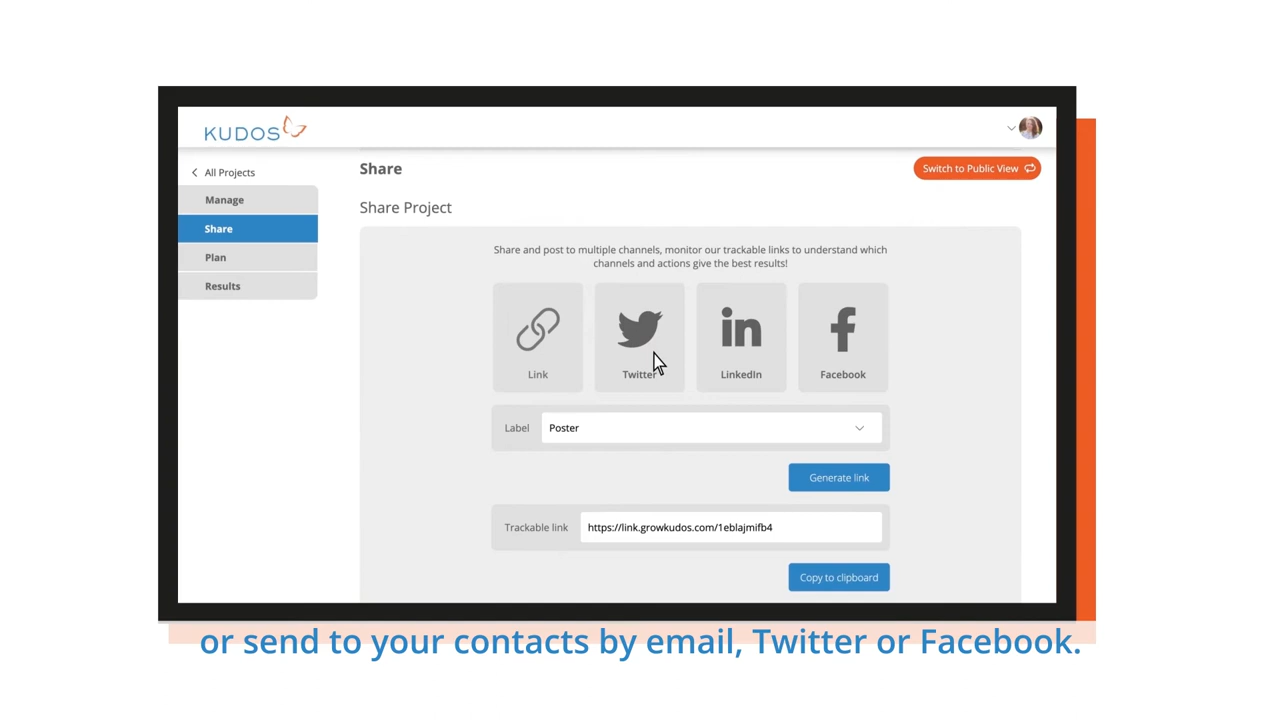 KUDOS
All Projects
Manage
Share
Plan
Results
Share
Switch to Public View
Share Project
Share and post to multiple channels, monitor our trackable links to understand which
channels and actions give the best results!
Link
Twitter
LinkedIn
Facebook
Label
Poster
Generate link
Trackable link
https://link.growkudos.com/1eblajmifb4
Copy to clipboard
or send to your contacts by email, Twitter or Facebook.